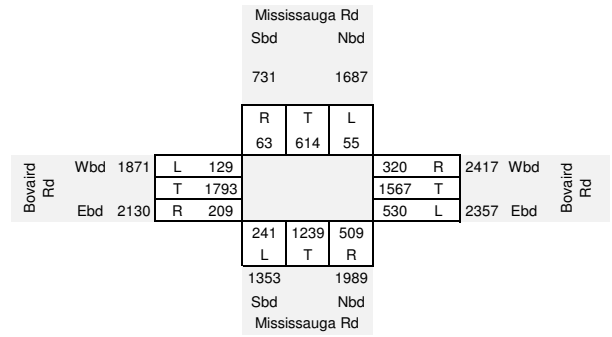 Mississauga Rd
Sbd Nbd
731 1687
R T L
63 614 55
Bovaird Rd
Wbd 1871 L 129 320 R 2417 Wbd
T 1793 1567 T
Ebd 2130 R 209 530 L 2357 Ebd
Bovaird Rd
241 1239 509
L T R
1353 1989
Sbd Nbd
Mississauga Rd